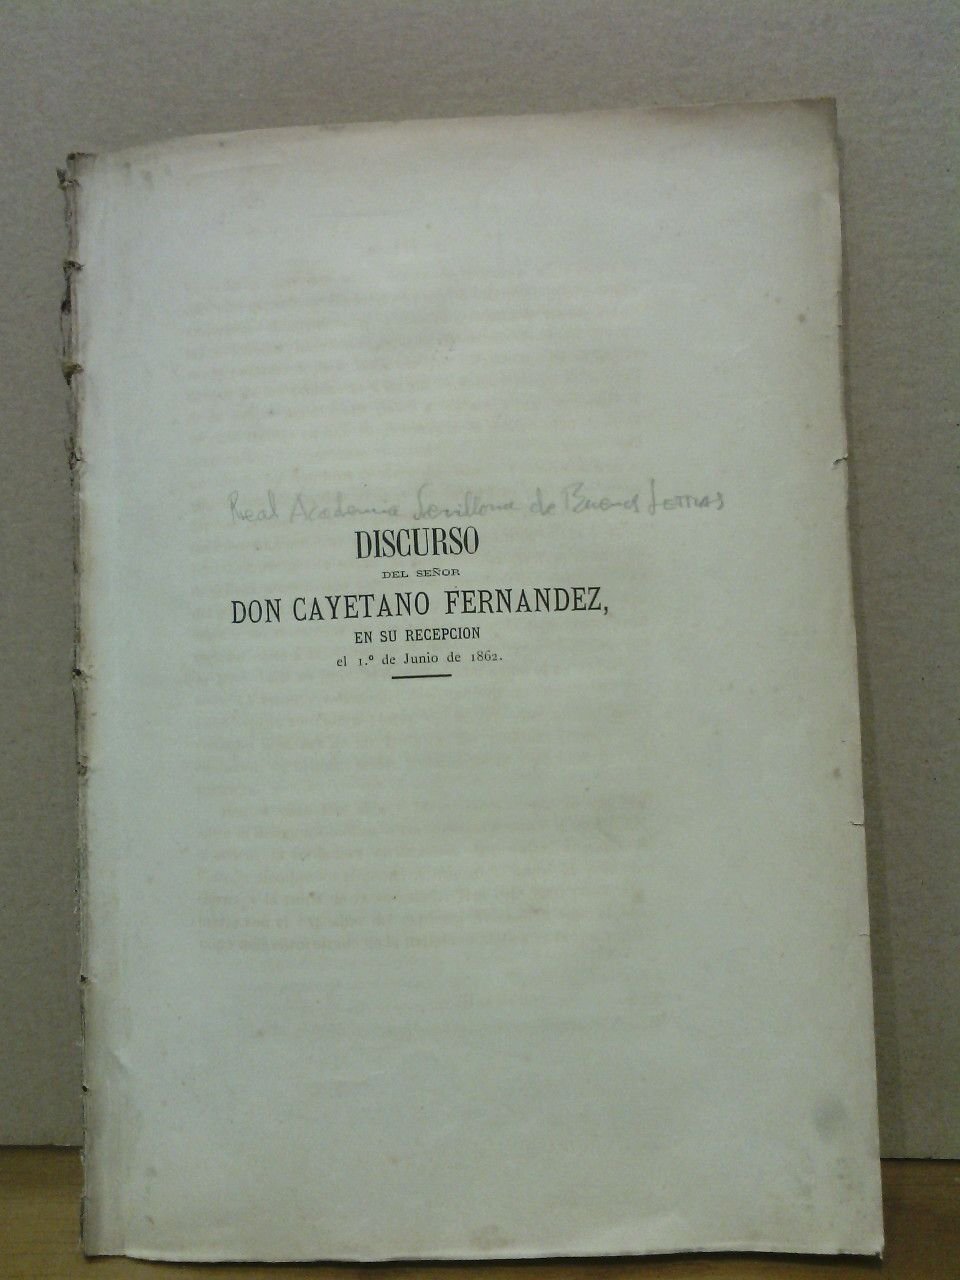 Real Academia Sevillana de Buenas Letras
DISCURSO
DEL SEÑOR
DON CAYETANO FERNANDEZ,
EN SU RECEPCION
el 1.º de Junio de 1862.